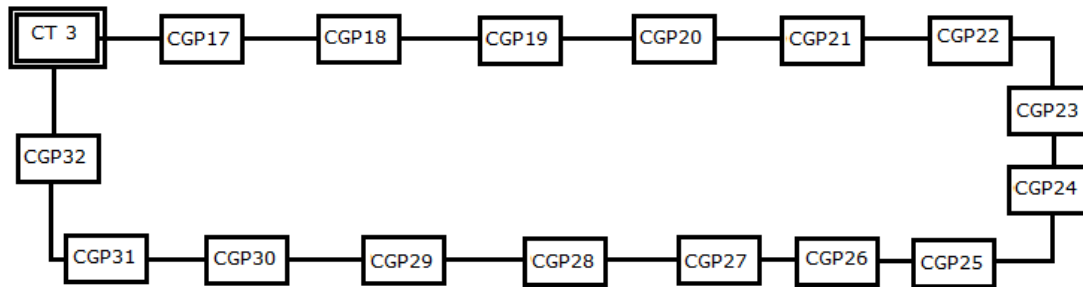 CT 3
CGP17
CGP18
CGP19
CGP20
CGP21
CGP22
CGP23
CGP24
CGP32
CGP31
CGP30
CGP29
CGP28
CGP27
CGP26
CGP25